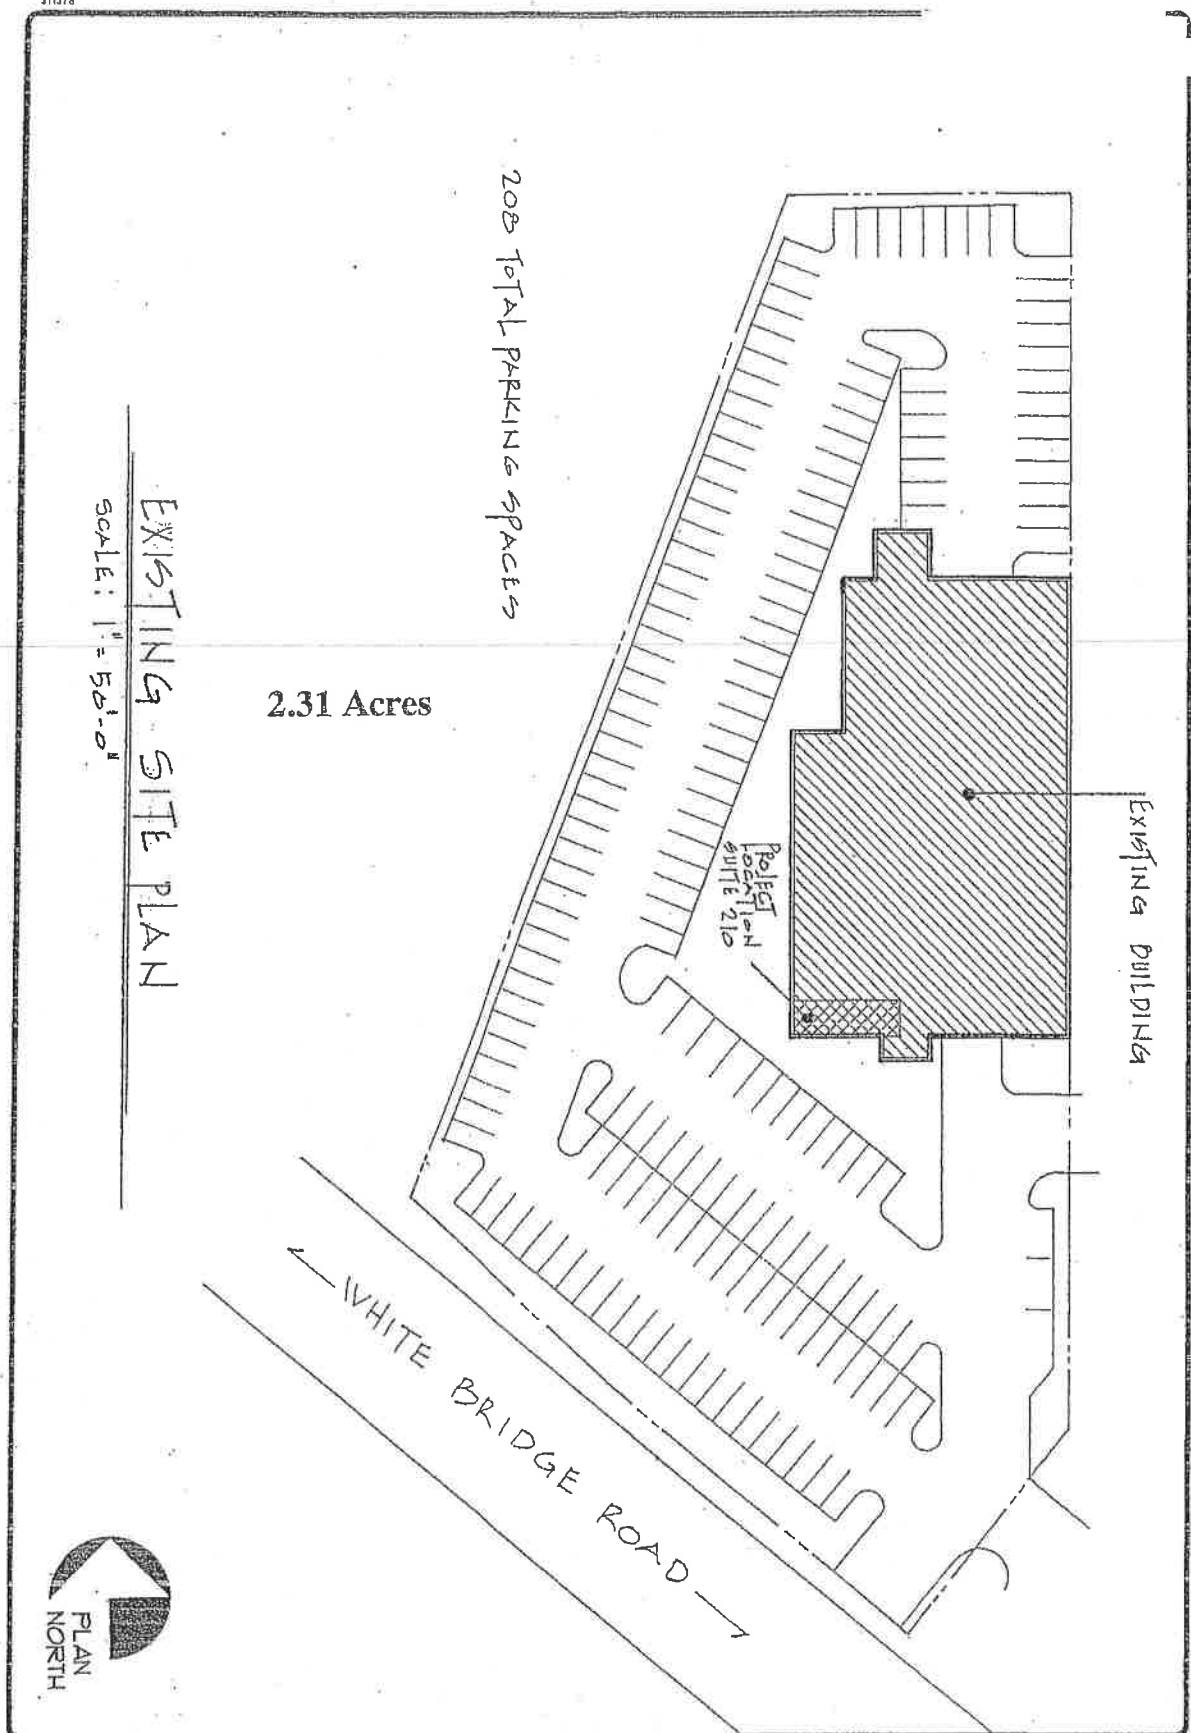 208 TOTAL PARKING SPACES
EXISTING BUILDING
PROJECT
LOCATION
SUITE 210
2.31 Acres
EXISTING SITE PLAN
SCALE: 1" = 50'-0"
WHITE BRIDGE ROAD
PLAN
NORTH